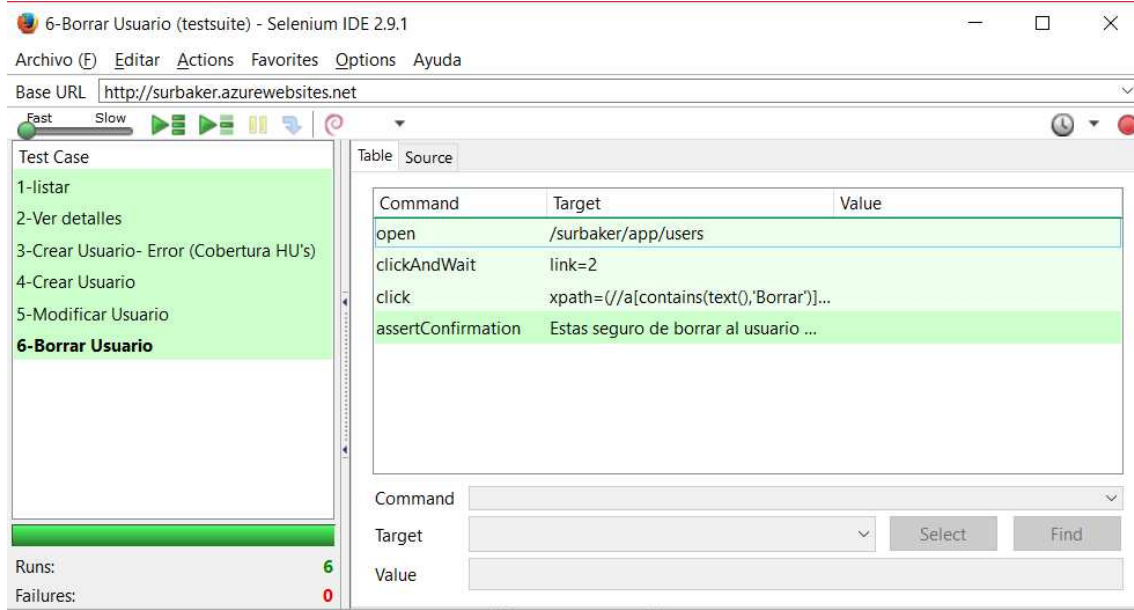 6-Borrar Usuario (testsuite) - Selenium IDE 2.9.1
Archivo (F) Editar Actions Favorites Options Ayuda
Base URL http://surbaker.azurewebsites.net
Fast Slow
Test Case
1-listar
2-Ver detalles
3-Crear Usuario- Error (Cobertura HU's)
4-Crear Usuario
5-Modificar Usuario
6-Borrar Usuario
Runs: 6
Failures: 0
Table Source
Command Target Value
open /surbaker/app/users
clickAndWait link=2
click xpath=(//a[contains(text(),'Borrar')]...
assertConfirmation Estas seguro de borrar al usuario ...
Command
Target Select Find
Value